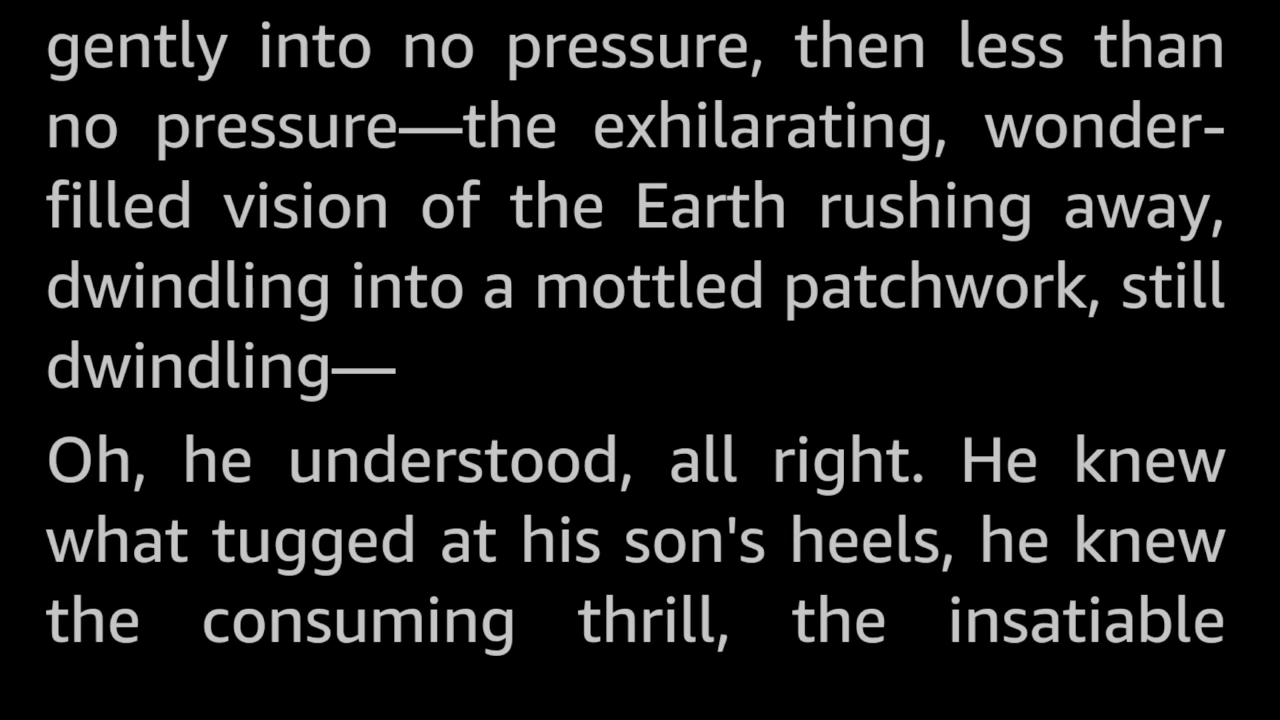 gently into no pressure, then less than
no pressure—the exhilarating, wonder-
filled vision of the Earth rushing away,
dwindling into a mottled patchwork, still
dwindling—
Oh, he understood, all right. He knew
what tugged at his son's heels, he knew
the consuming thrill, the insatiable